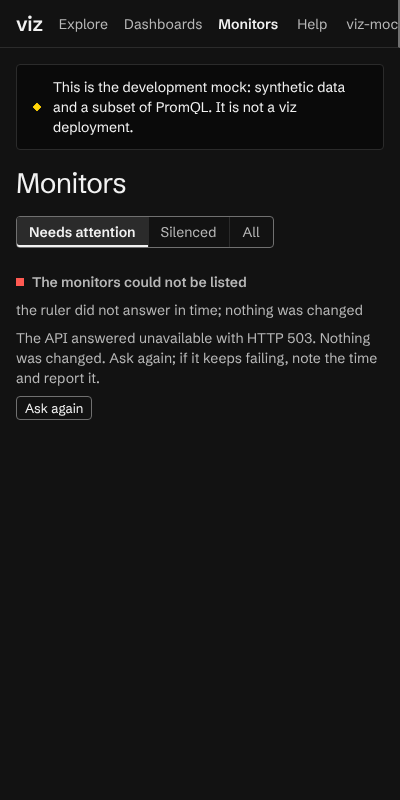 viz Explore Dashboards Monitors Help viz-moc
This is the development mock: synthetic data
and a subset of PromQL. It is not a viz
deployment.
Monitors
Needs attention Silenced All
The monitors could not be listed
the ruler did not answer in time; nothing was changed
The API answered unavailable with HTTP 503. Nothing
was changed. Ask again; if it keeps failing, note the time
and report it.
Ask again